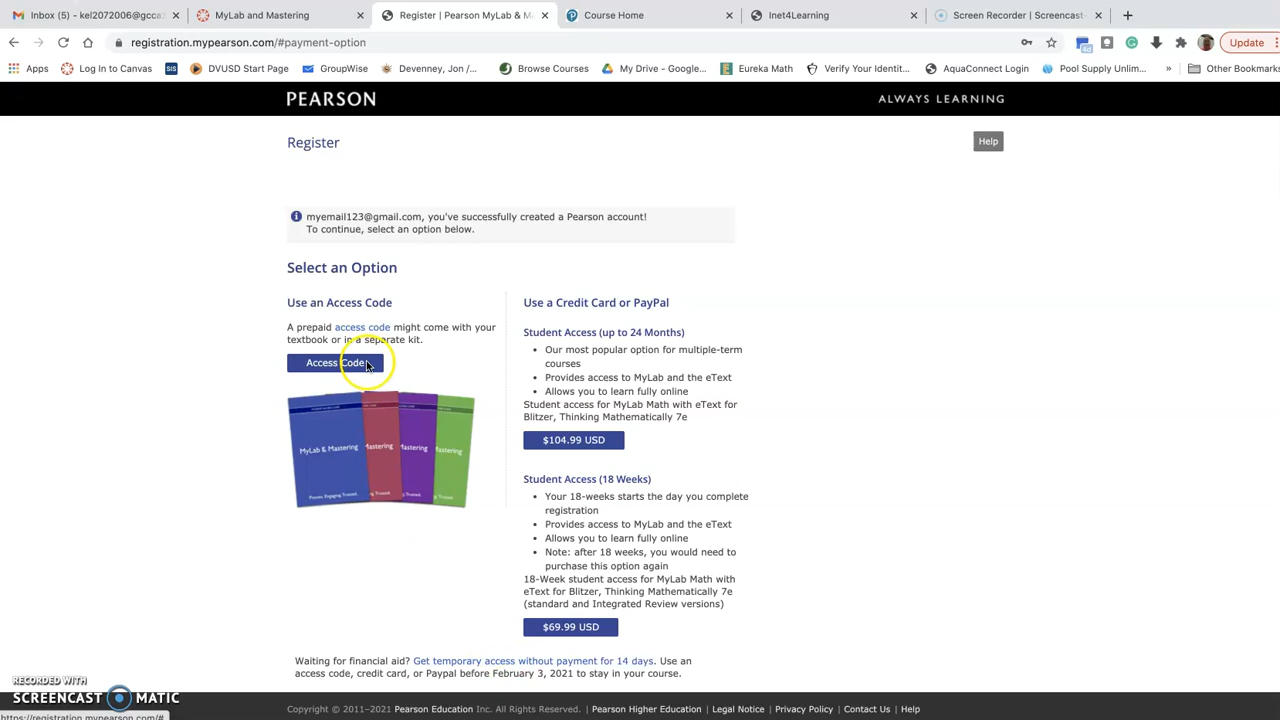 Inbox (5) - kel2072006@gcca
MyLab and Mastering
Register | Pearson MyLab & M
Course Home
Inet4Learning
Screen Recorder | Screencast-
registration.mypearson.com/#payment-option
Update
Apps
Log In to Canvas
SIS
DVUSD Start Page
GroupWise
Devenney, Jon /...
Browse Courses
My Drive - Google...
Eureka Math
Verify Your Identit...
AquaConnect Login
Pool Supply Unlim...
»
Other Bookmarks
PEARSON
ALWAYS LEARNING
Register
Help
myemail123@gmail.com, you've successfully created a Pearson account!
To continue, select an option below.
Select an Option
Use an Access Code
A prepaid access code might come with your
textbook or in a separate kit.
Access Code
MyLab & Mastering
Mastering
Mastering
Mastering
Use a Credit Card or PayPal
Student Access (up to 24 Months)
• Our most popular option for multiple-term
courses
• Provides access to MyLab and the eText
• Allows you to learn fully online
Student access for MyLab Math with eText for
Blitzer, Thinking Mathematically 7e
$104.99 USD
Student Access (18 Weeks)
• Your 18-weeks starts the day you complete
registration
• Provides access to MyLab and the eText
• Allows you to learn fully online
• Note: after 18 weeks, you would need to
purchase this option again
18-Week student access for MyLab Math with
eText for Blitzer, Thinking Mathematically 7e
(standard and Integrated Review versions)
$69.99 USD
Waiting for financial aid? Get temporary access without payment for 14 days. Use an
access code, credit card, or Paypal before February 3, 2021 to stay in your course.
RECORDED WITH
SCREENCAST MATIC
https://registration.mypearson.com/#
Copyright © 2011–2021 Pearson Education Inc. All Rights Reserved. | Pearson Higher Education | Legal Notice | Privacy Policy | Contact Us | Help